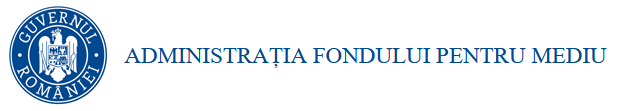 GUVERNUL
ROMÂNIEI
ADMINISTRAȚIA FONDULUI PENTRU MEDIU